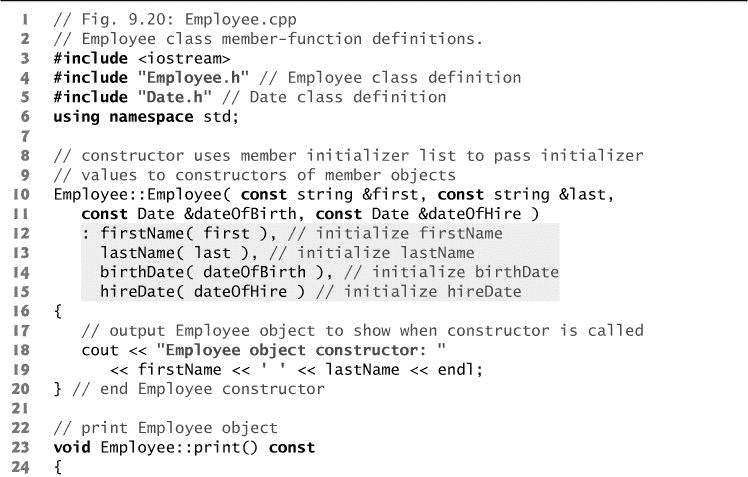 1 // Fig. 9.20: Employee.cpp
2 // Employee class member-function definitions.
3 #include <iostream>
4 #include "Employee.h" // Employee class definition
5 #include "Date.h" // Date class definition
6 using namespace std;
7
8 // constructor uses member initializer list to pass initializer
9 // values to constructors of member objects
10 Employee::Employee( const string &first, const string &last,
11 const Date &dateOfBirth, const Date &dateOfHire )
12 : firstName( first ), // initialize firstName
13 lastName( last ), // initialize lastName
14 birthDate( dateOfBirth ), // initialize birthDate
15 hireDate( dateOfHire ) // initialize hireDate
16 {
17 // output Employee object to show when constructor is called
18 cout << "Employee object constructor: "
19 << firstName << ' ' << lastName << endl;
20 } // end Employee constructor
21
22 // print Employee object
23 void Employee::print() const
24 {